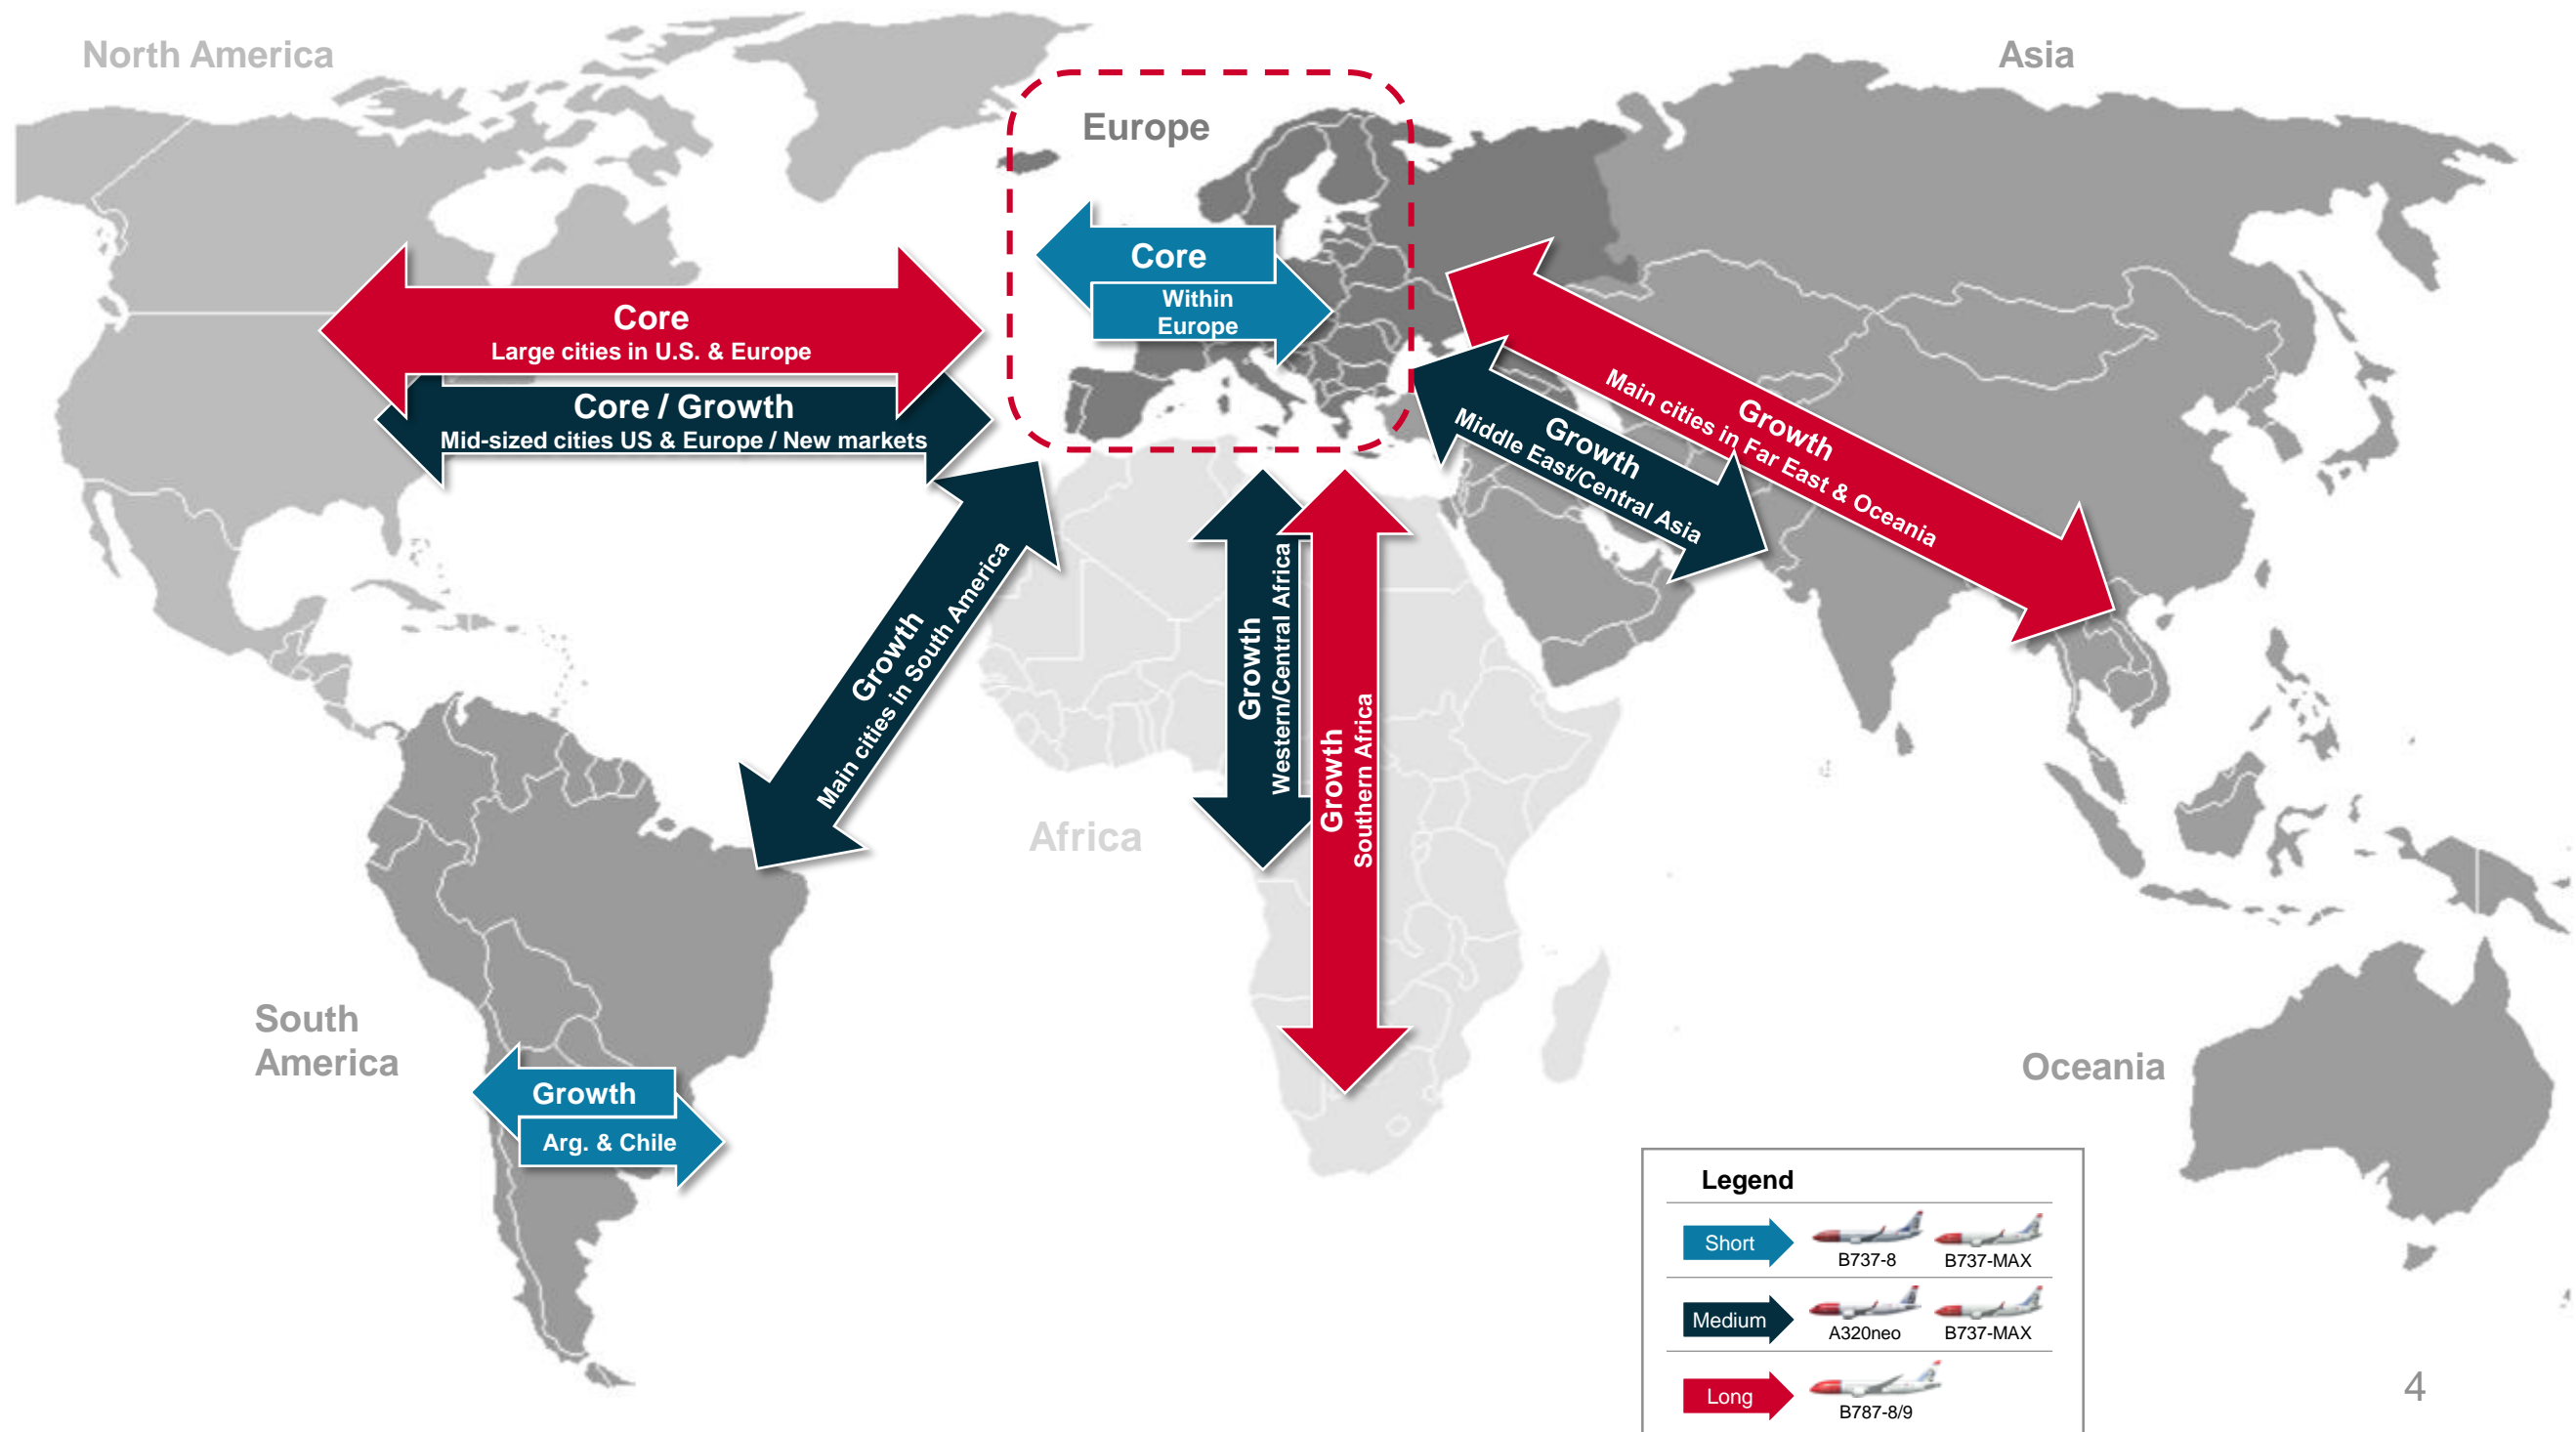 North America
Asia
Europe
Core
Within
Europe
Core
Large cities in U.S. & Europe
Core / Growth
Mid-sized cities US & Europe / New markets
Growth
Main cities in Far East & Oceania
Growth
Middle East/Central Asia
Growth
Main cities in South America
Growth
Western/Central Africa
Growth
Southern Africa
Africa
South
America
Oceania
Growth
Arg. & Chile
Legend
Short
B737-8
B737-MAX
Medium
A320neo
B737-MAX
Long
B787-8/9
4